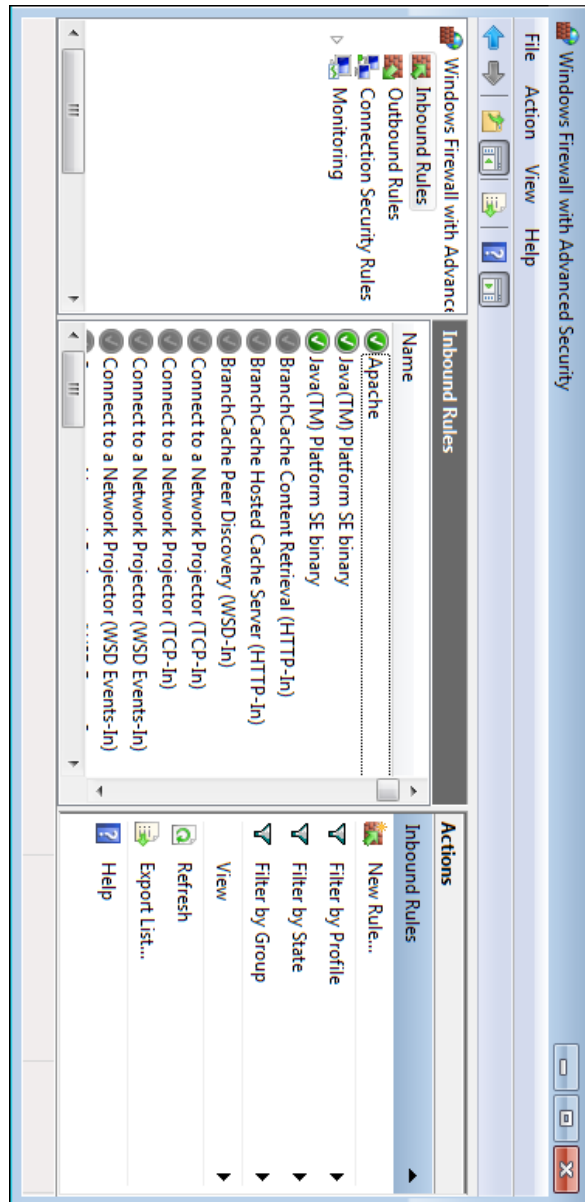 Windows Firewall with Advanced Security
File Action View Help
Windows Firewall with Advance
Inbound Rules
Outbound Rules
Connection Security Rules
Monitoring
Inbound Rules
Name
Apache
Java(TM) Platform SE binary
Java(TM) Platform SE binary
BranchCache Content Retrieval (HTTP-In)
BranchCache Hosted Cache Server (HTTP-In)
BranchCache Peer Discovery (WSD-In)
Connect to a Network Projector (TCP-In)
Connect to a Network Projector (TCP-In)
Connect to a Network Projector (WSD Events-In)
Connect to a Network Projector (WSD Events-In)
Actions
Inbound Rules
New Rule...
Filter by Profile
Filter by State
Filter by Group
View
Refresh
Export List...
Help